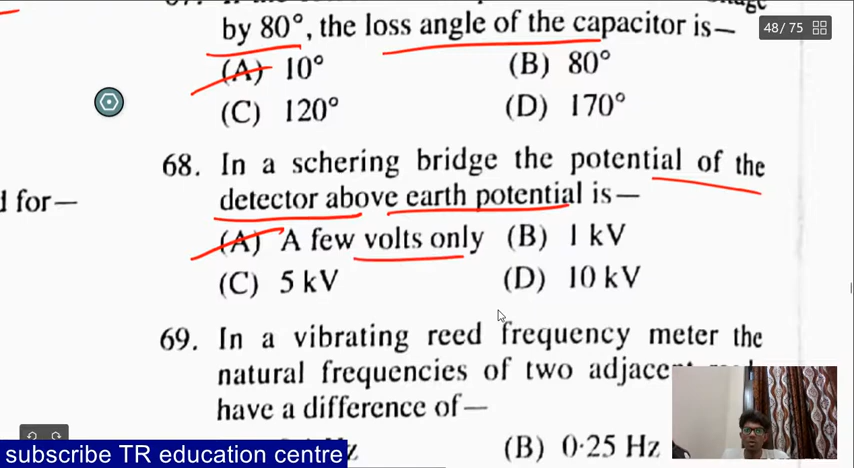 by 80°, the loss angle of the capacitor is—
48 / 75
(A) 10° (B) 80°
(C) 120° (D) 170°
68. In a schering bridge the potential of the
d for— detector above earth potential is—
(A) A few volts only (B) 1 kV
(C) 5 kV (D) 10 kV
69. In a vibrating reed frequency meter the
natural frequencies of two
have a difference of—
(B) 0·25 Hz
subscribe TR education centre